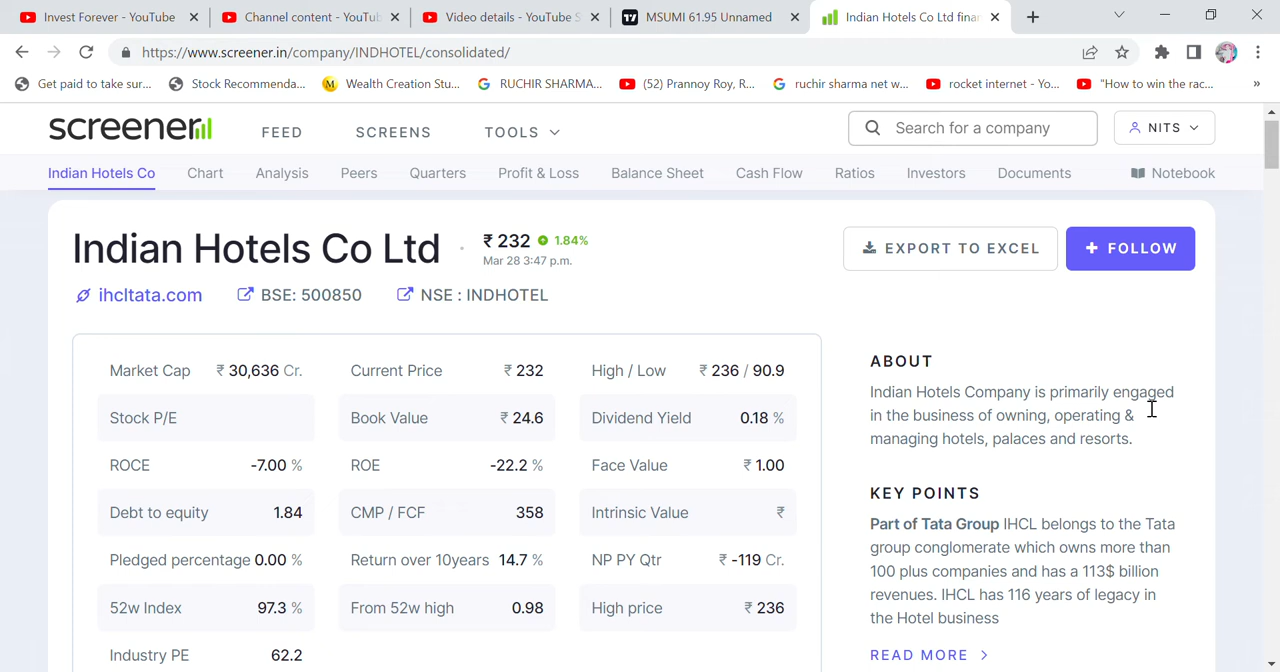 Invest Forever - YouTube
Channel content - YouTu
Video details - YouTube S
MSUMI 61.95 Unnamed
Indian Hotels Co Ltd finan
https://www.screener.in/company/INDHOTEL/consolidated/
Get paid to take sur...
Stock Recommenda...
Wealth Creation Stu...
RUCHIR SHARMA...
(52) Prannoy Roy, R...
ruchir sharma net w...
rocket internet - Yo...
"How to win the rac...
»
screener
FEED
SCREENS
TOOLS
Search for a company
NITS
Indian Hotels Co
Chart
Analysis
Peers
Quarters
Profit & Loss
Balance Sheet
Cash Flow
Ratios
Investors
Documents
Notebook
Indian Hotels Co Ltd
₹ 232 1.84%
Mar 28 3:47 p.m.
EXPORT TO EXCEL
+ FOLLOW
ihcltata.com
BSE: 500850
NSE : INDHOTEL
Market Cap ₹ 30,636 Cr.
Current Price ₹ 232
High / Low ₹ 236 / 90.9
Stock P/E
Book Value ₹ 24.6
Dividend Yield 0.18 %
ROCE -7.00 %
ROE -22.2 %
Face Value ₹ 1.00
Debt to equity 1.84
CMP / FCF 358
Intrinsic Value ₹
Pledged percentage 0.00 %
Return over 10years 14.7 %
NP PY Qtr ₹ -119 Cr.
52w Index 97.3 %
From 52w high 0.98
High price ₹ 236
Industry PE 62.2
ABOUT
Indian Hotels Company is primarily engaged
in the business of owning, operating &
managing hotels, palaces and resorts.
KEY POINTS
Part of Tata Group IHCL belongs to the Tata
group conglomerate which owns more than
100 plus companies and has a 113$ billion
revenues. IHCL has 116 years of legacy in
the Hotel business
READ MORE